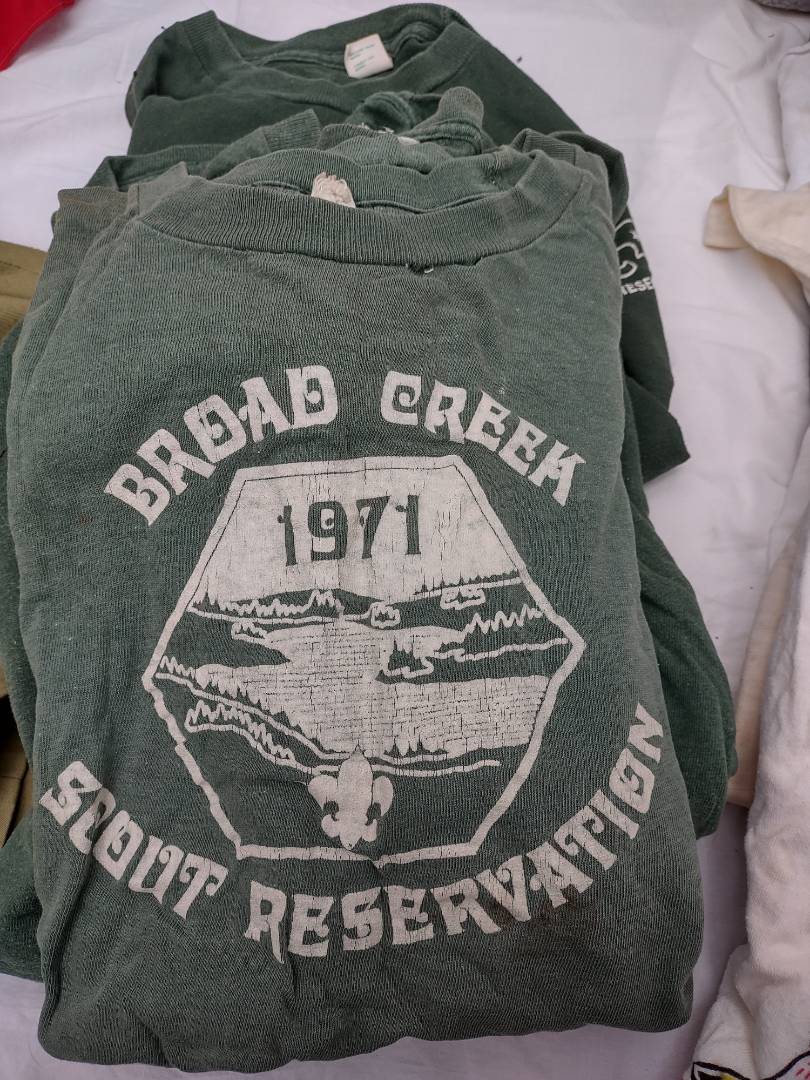 BROAD CREEK
1971
SCOUT RESERVATION